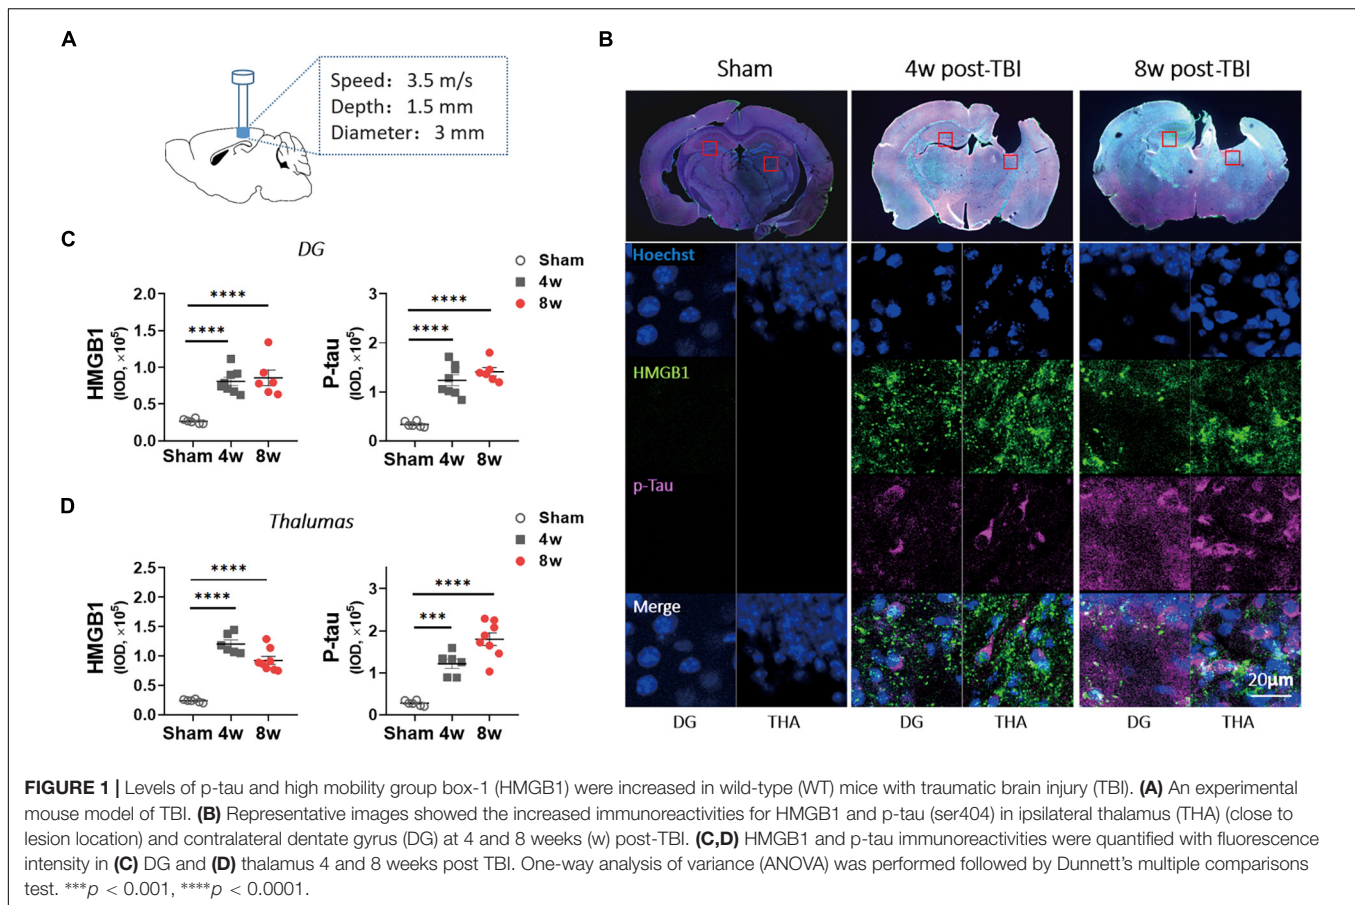 A
Speed: 3.5 m/s
Depth: 1.5 mm
Diameter: 3 mm
B
Sham
4w post-TBI
8w post-TBI
Hoechst
HMGB1
p-Tau
Merge
20μm
DG
THA
DG
THA
DG
THA
C
DG
Sham
4w
8w
HMGB1
(IOD, ×10⁵)
2.0
1.5
1.0
0.5
0.0
****
****
Sham 4w 8w
P-tau
(IOD, ×10⁵)
3
2
1
0
****
****
Sham 4w 8w
D
Thalumas
Sham
4w
8w
HMGB1
(IOD, ×10⁵)
2.5
2.0
1.5
1.0
0.5
0.0
****
****
Sham 4w 8w
P-tau
(IOD, ×10⁵)
3
2
1
0
****
***
Sham 4w 8w
FIGURE 1 | Levels of p-tau and high mobility group box-1 (HMGB1) were increased in wild-type (WT) mice with traumatic brain injury (TBI). (A) An experimental
mouse model of TBI. (B) Representative images showed the increased immunoreactivities for HMGB1 and p-tau (ser404) in ipsilateral thalamus (THA) (close to
lesion location) and contralateral dentate gyrus (DG) at 4 and 8 weeks (w) post-TBI. (C,D) HMGB1 and p-tau immunoreactivities were quantified with fluorescence
intensity in (C) DG and (D) thalamus 4 and 8 weeks post TBI. One-way analysis of variance (ANOVA) was performed followed by Dunnett's multiple comparisons
test. ***p < 0.001, ****p < 0.0001.